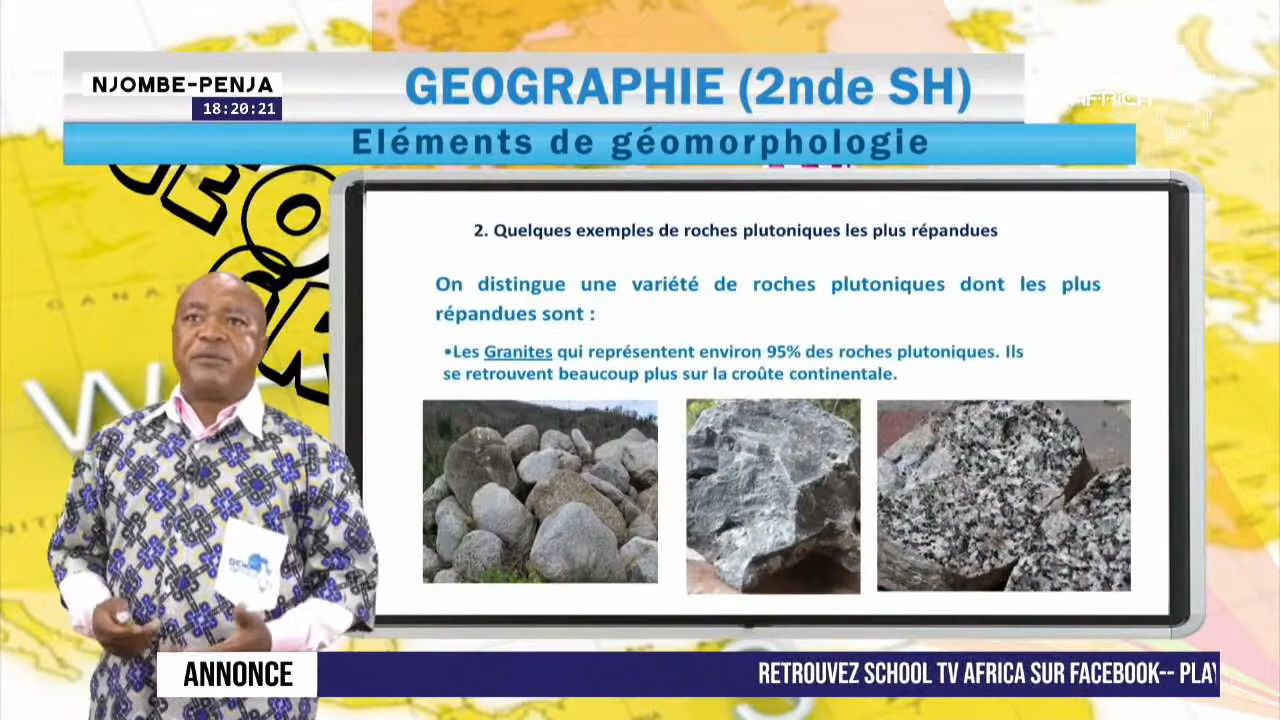 NJOMBE-PENJA
18:20:21
GEOGRAPHIE (2nde SH)
Eléments de géomorphologie
AFRICA
2. Quelques exemples de roches plutoniques les plus répandues
On distingue une variété de roches plutoniques dont les plus
répandues sont :
•Les Granites qui représentent environ 95% des roches plutoniques. Ils
se retrouvent beaucoup plus sur la croûte continentale.
CANA
W
ANNONCE
RETROUVEZ SCHOOL TV AFRICA SUR FACEBOOK-- PLAY